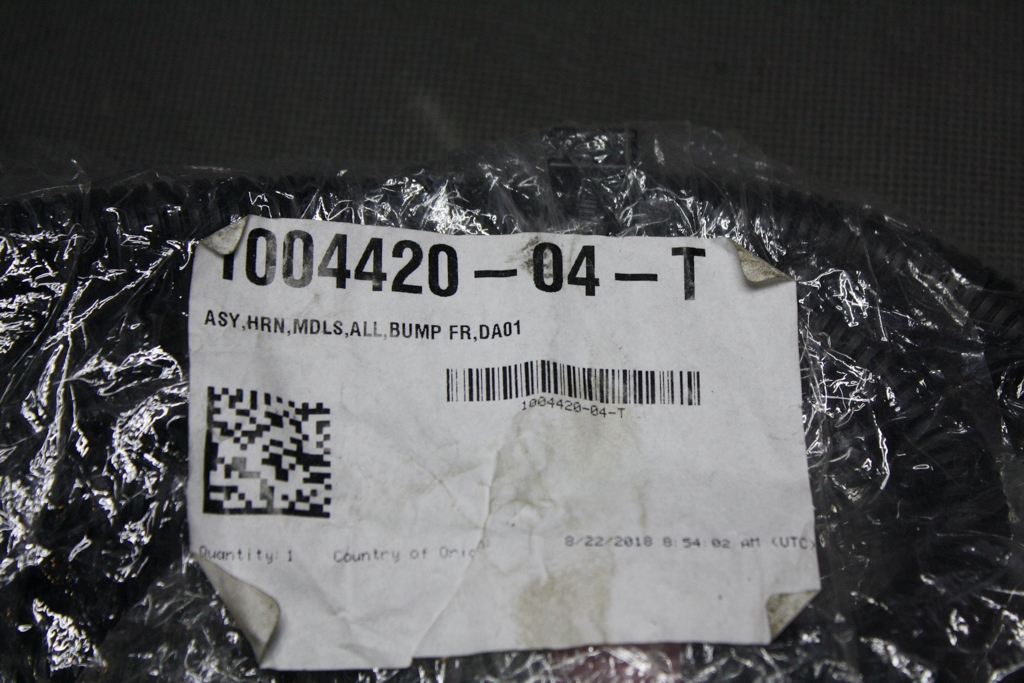 1004420-04-T
ASY,HRN,MDLS,ALL,BUMP FR,DA01
1004420-04-T
Quantity: 1 Country of 8/22/2018 8:54:02 AM (UTC)